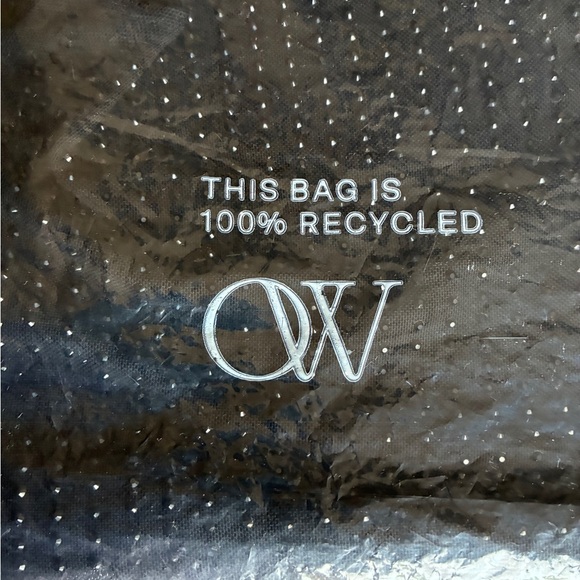 THIS BAG IS
100% RECYCLED
OW